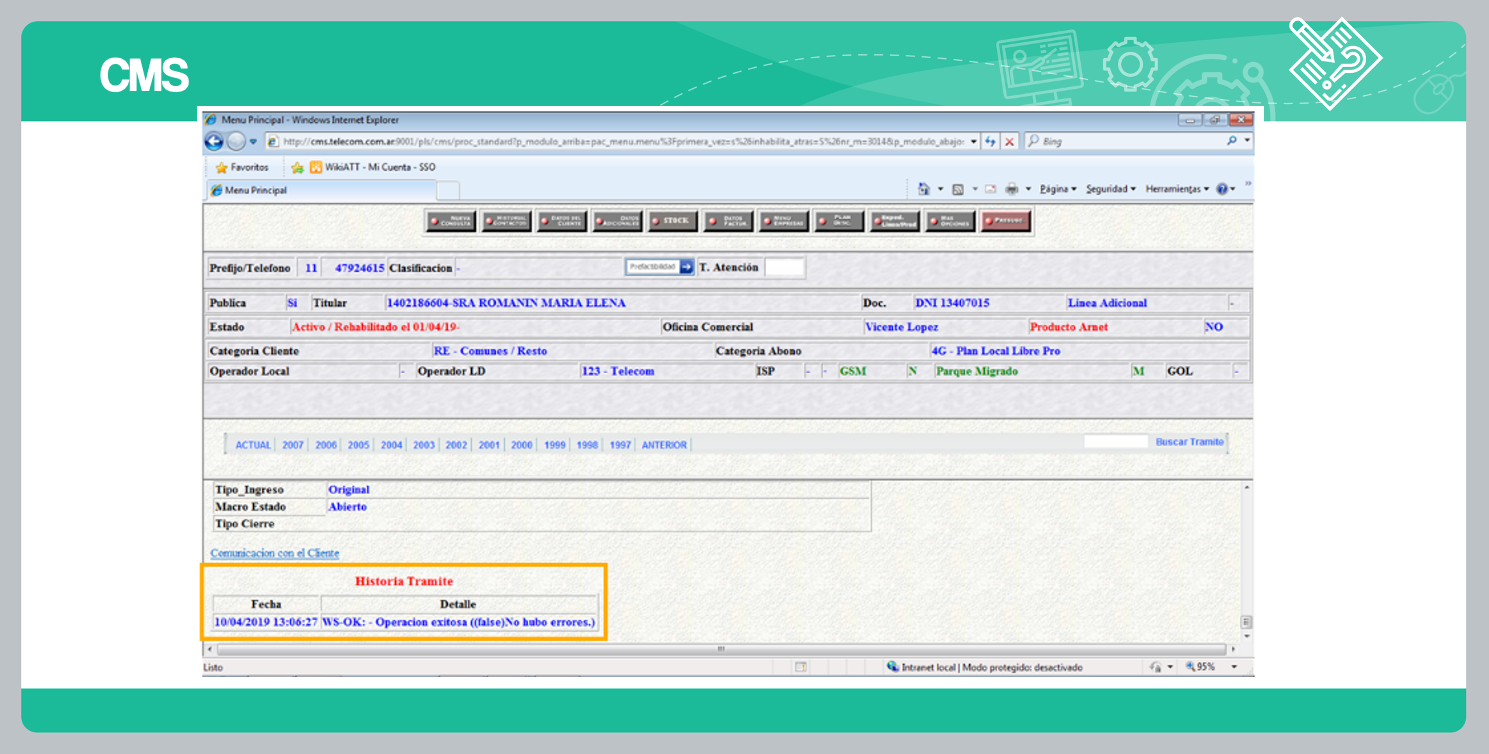 CMS
Menu Principal - Windows Internet Explorer
http://cms.telecom.com.ar:9001/pls/cms/proc_standard?p_modulo_arriba=pac_menu.menu%3Fprimera_vez=s%26inhabilita_atras=S%26nr_m=3014&p_modulo_abajo: Bing
Favoritos WikiATT - Mi Cuenta - SSO
Menu Principal Página Seguridad Herramientas
NUEVA CONSULTA HISTORIAL CONTACTOS DATOS DEL CLIENTE DATOS ADICIONALES STOCK DATOS FACTUR. MENU EMPRESAS PLAN DESC. Exped. Linea/Prod MAS OPCIONES
Prefijo/Telefono 11 47924615 Clasificacion - Prefactibilidad T. Atención
Publica Si Titular 1402186604-SRA ROMANIN MARIA ELENA Doc. DNI 13407015 Linea Adicional -
Estado Activo / Rehabilitado el 01/04/19- Oficina Comercial Vicente Lopez Producto Arnet NO
Categoria Cliente RE - Comunes / Resto Categoria Abono 4G - Plan Local Libre Pro
Operador Local - Operador LD 123 - Telecom ISP - - GSM N Parque Migrado M GOL -
ACTUAL 2007 2006 2005 2004 2003 2002 2001 2000 1999 1998 1997 ANTERIOR Buscar Tramite
Tipo_Ingreso Original
Macro Estado Abierto
Tipo Cierre
Comunicacion con el Cliente
Historia Tramite
Fecha Detalle
10/04/2019 13:06:27 WS-OK: - Operacion exitosa ((false)No hubo errores.)
Listo Intranet local | Modo protegido: desactivado 95%